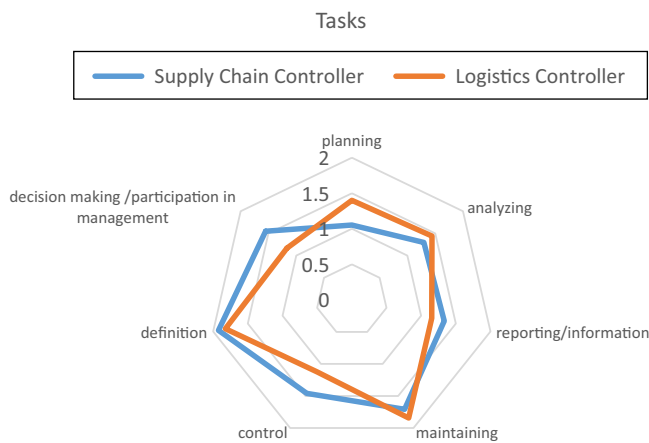 Tasks
Supply Chain Controller
Logistics Controller
planning
2
decision making /participation in
management
1.5
analyzing
1
0.5
0
definition
reporting/information
control
maintaining